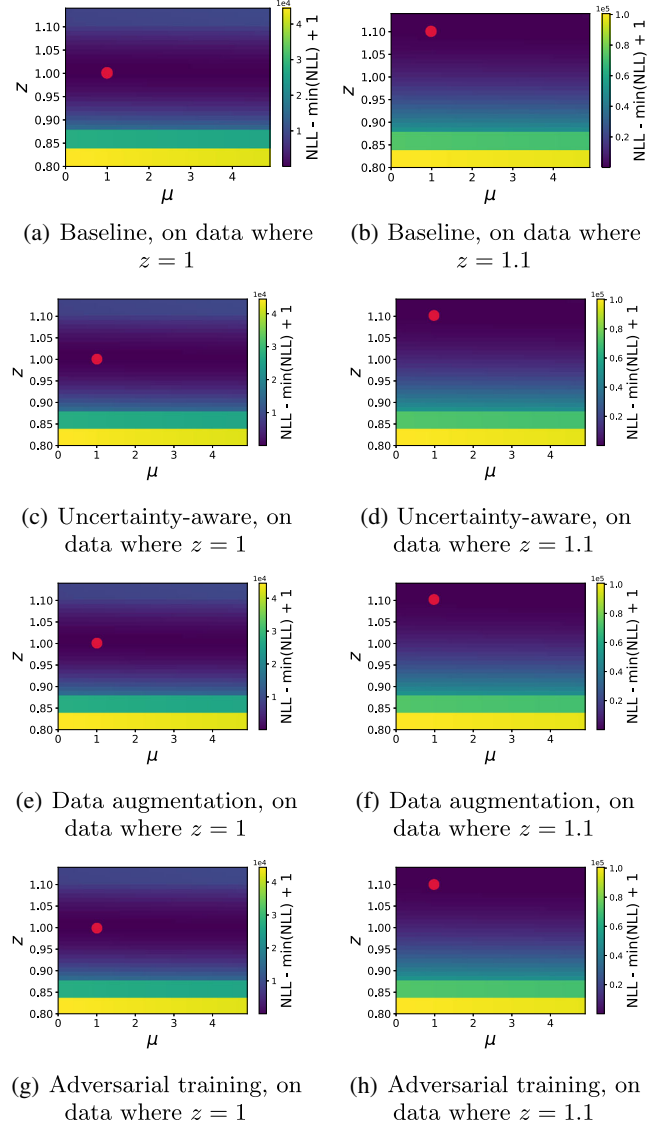 1e4
1.10
1.05
1.00
0.95
0.90
0.85
0.80
z
0 1 2 3 4
μ
4
3
2
1
NLL - min(NLL) + 1
1e5
1.10
1.05
1.00
0.95
0.90
0.85
0.80
z
0 1 2 3 4
μ
1.0
0.8
0.6
0.4
0.2
NLL - min(NLL) + 1
(a) Baseline, on data where
z = 1
(b) Baseline, on data where
z = 1.1
1e4
1.10
1.05
1.00
0.95
0.90
0.85
0.80
z
0 1 2 3 4
μ
4
3
2
1
NLL - min(NLL) + 1
1e5
1.10
1.05
1.00
0.95
0.90
0.85
0.80
z
0 1 2 3 4
μ
1.0
0.8
0.6
0.4
0.2
NLL - min(NLL) + 1
(c) Uncertainty-aware, on
data where z = 1
(d) Uncertainty-aware, on
data where z = 1.1
1e4
1.10
1.05
1.00
0.95
0.90
0.85
0.80
z
0 1 2 3 4
μ
4
3
2
1
NLL - min(NLL) + 1
1e5
1.10
1.05
1.00
0.95
0.90
0.85
0.80
z
0 1 2 3 4
μ
1.0
0.8
0.6
0.4
0.2
NLL - min(NLL) + 1
(e) Data augmentation, on
data where z = 1
(f) Data augmentation, on
data where z = 1.1
1e4
1.10
1.05
1.00
0.95
0.90
0.85
0.80
z
0 1 2 3 4
μ
4
3
2
1
NLL - min(NLL) + 1
1e5
1.10
1.05
1.00
0.95
0.90
0.85
0.80
z
0 1 2 3 4
μ
1.0
0.8
0.6
0.4
0.2
NLL - min(NLL) + 1
(g) Adversarial training, on
data where z = 1
(h) Adversarial training, on
data where z = 1.1